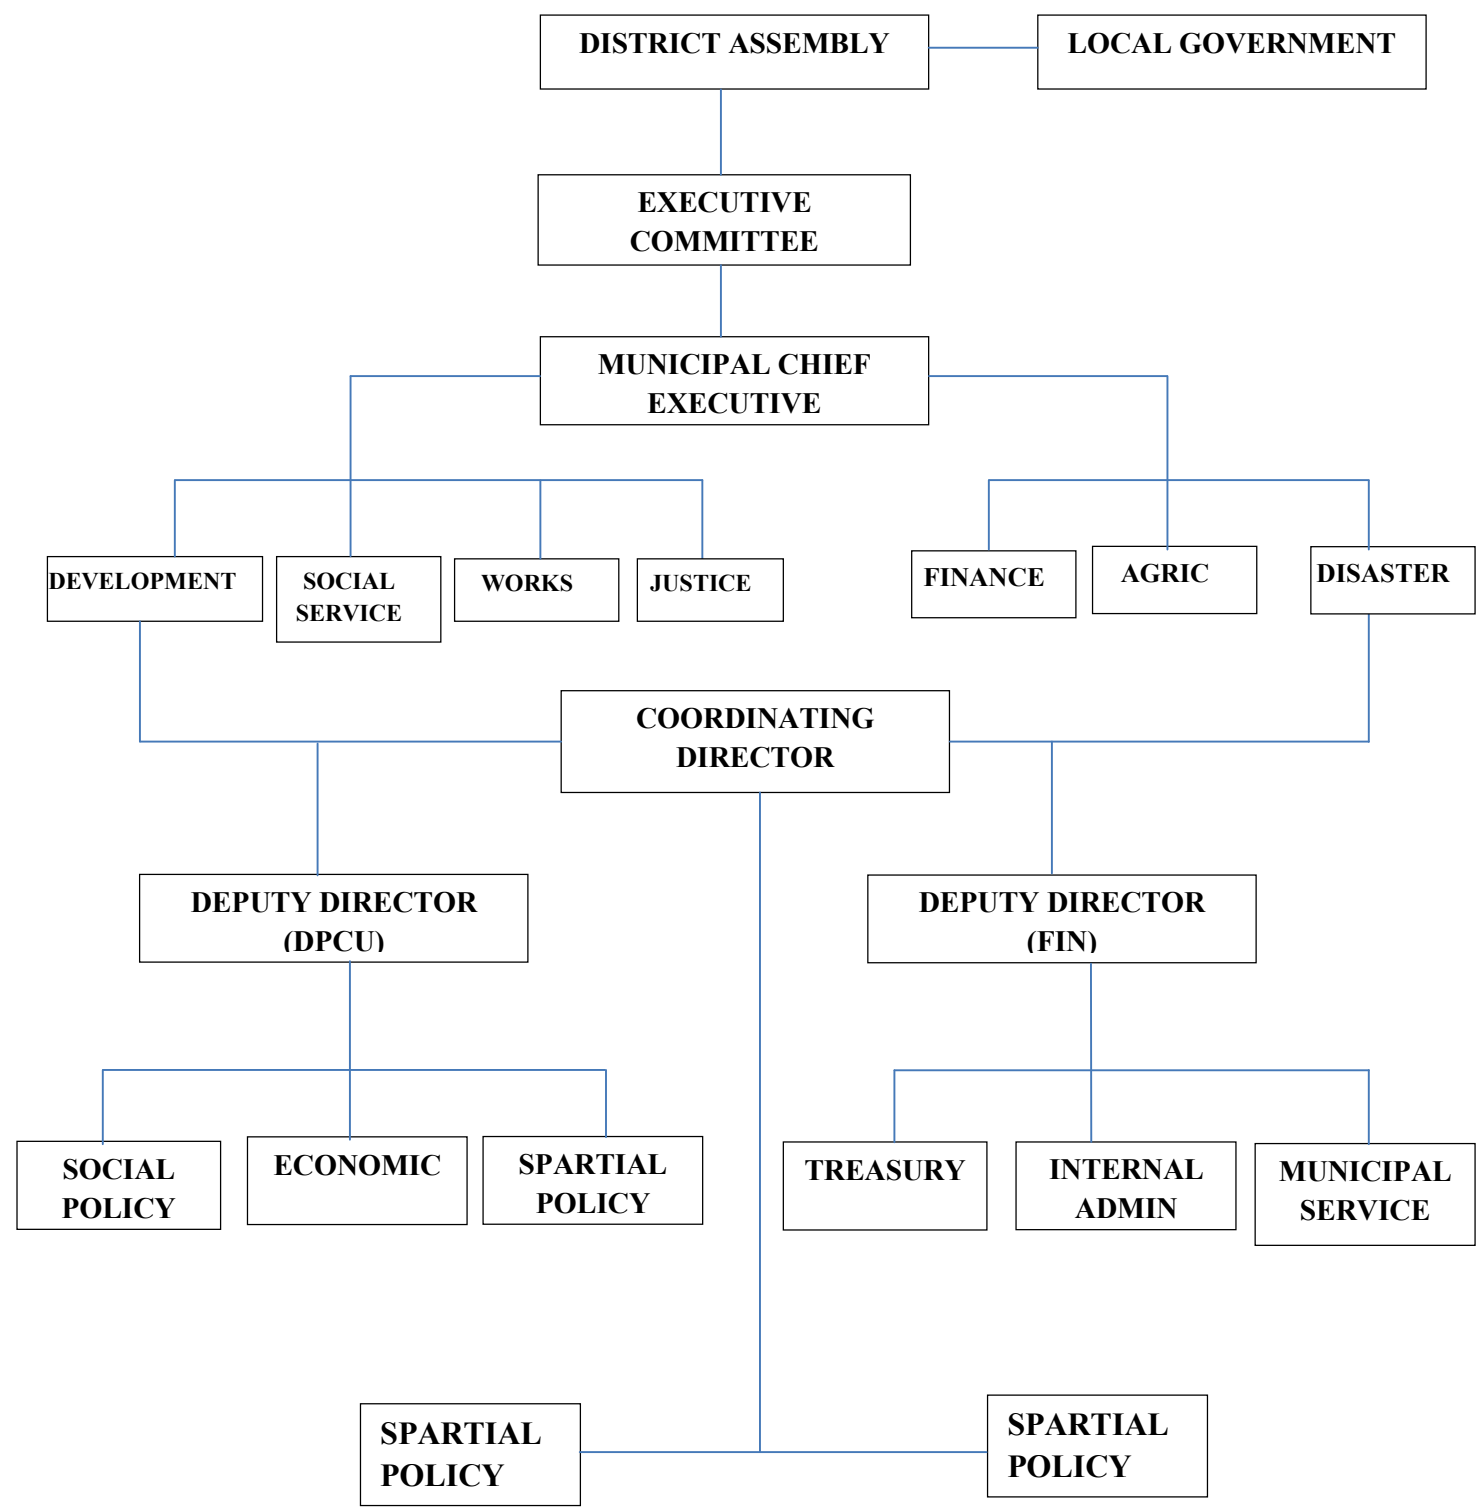 DISTRICT ASSEMBLY
LOCAL GOVERNMENT
EXECUTIVE
COMMITTEE
MUNICIPAL CHIEF
EXECUTIVE
DEVELOPMENT
SOCIAL
SERVICE
WORKS
JUSTICE
FINANCE
AGRIC
DISASTER
COORDINATING
DIRECTOR
DEPUTY DIRECTOR
(DPCU)
DEPUTY DIRECTOR
(FIN)
SOCIAL
POLICY
ECONOMIC
SPARTIAL
POLICY
TREASURY
INTERNAL
ADMIN
MUNICIPAL
SERVICE
SPARTIAL
POLICY
SPARTIAL
POLICY